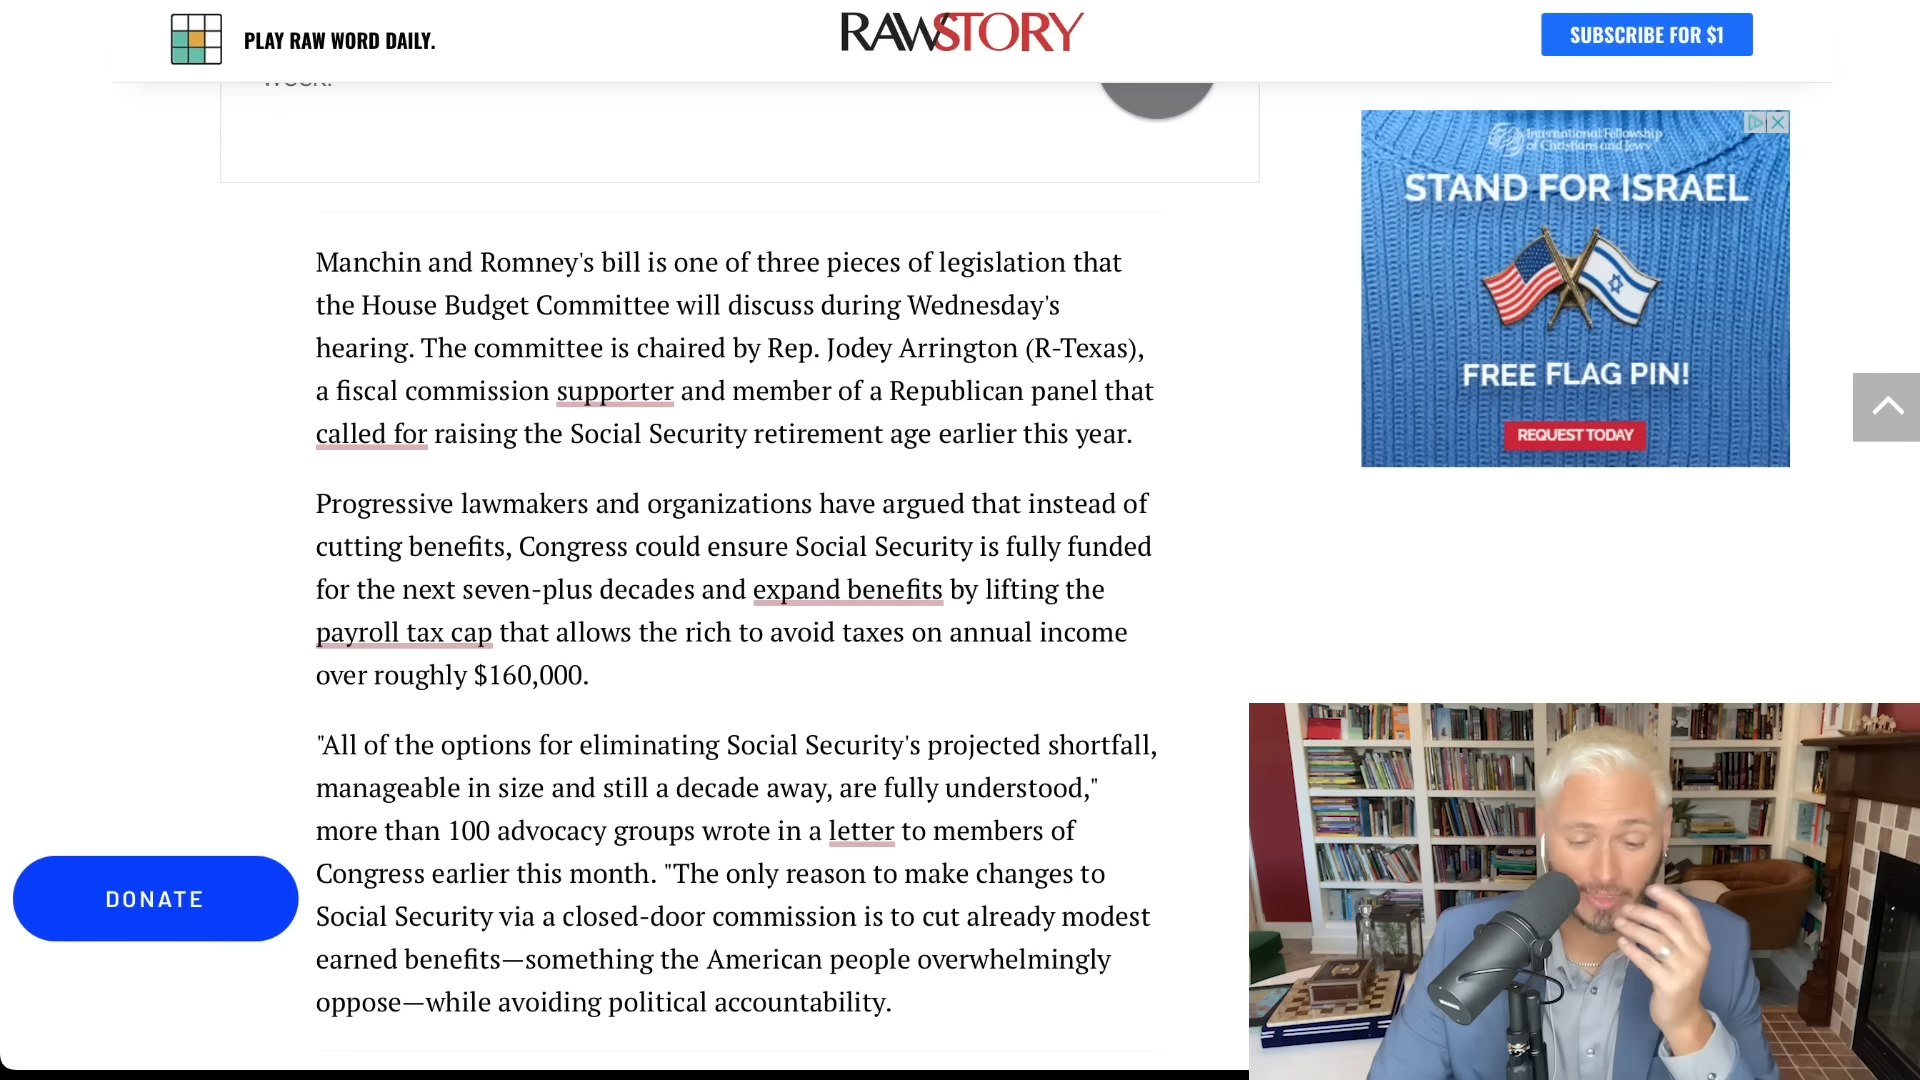 PLAY RAW WORD DAILY.
RAWSTORY
SUBSCRIBE FOR $1
International Fellowship
of Christians and Jews
STAND FOR ISRAEL
FREE FLAG PIN!
REQUEST TODAY
Manchin and Romney's bill is one of three pieces of legislation that
the House Budget Committee will discuss during Wednesday's
hearing. The committee is chaired by Rep. Jodey Arrington (R-Texas),
a fiscal commission supporter and member of a Republican panel that
called for raising the Social Security retirement age earlier this year.
Progressive lawmakers and organizations have argued that instead of
cutting benefits, Congress could ensure Social Security is fully funded
for the next seven-plus decades and expand benefits by lifting the
payroll tax cap that allows the rich to avoid taxes on annual income
over roughly $160,000.
"All of the options for eliminating Social Security's projected shortfall,
manageable in size and still a decade away, are fully understood,"
more than 100 advocacy groups wrote in a letter to members of
Congress earlier this month. "The only reason to make changes to
Social Security via a closed-door commission is to cut already modest
earned benefits—something the American people overwhelmingly
oppose—while avoiding political accountability.
DONATE